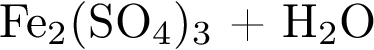 Fe₂(SO₄)₃ + H₂O